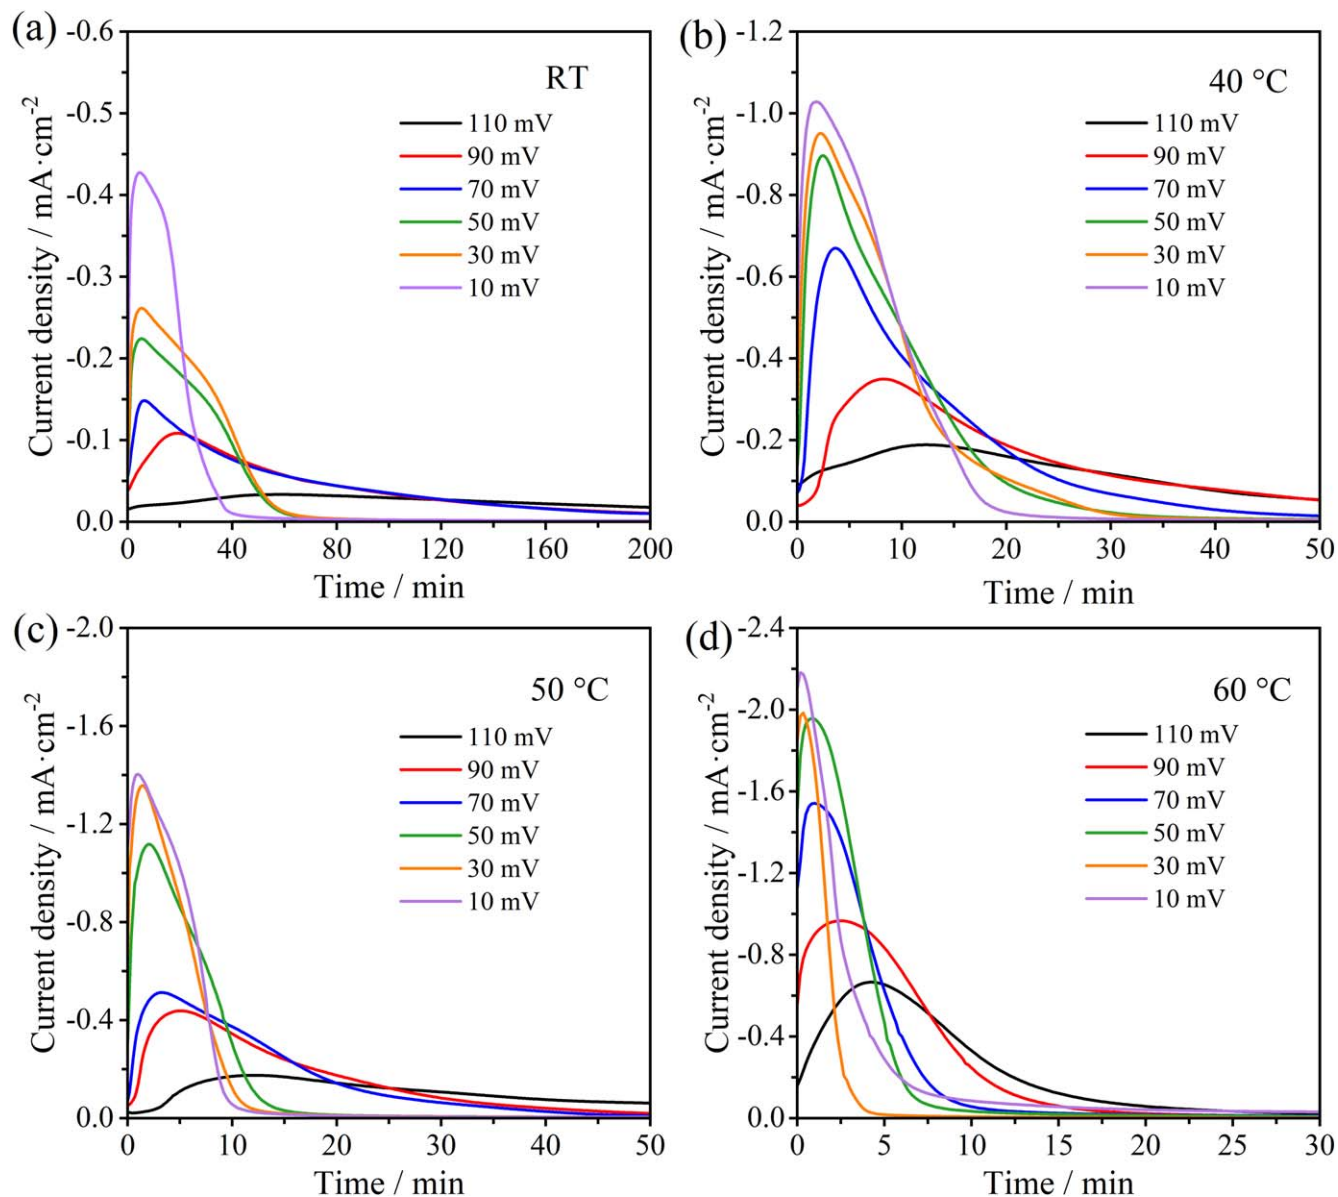 (a)
-0.6
-0.5
-0.4
-0.3
-0.2
-0.1
0.0
Current density / mA·cm⁻²
RT
110 mV
90 mV
70 mV
50 mV
30 mV
10 mV
0 40 80 120 160 200
Time / min
(b)
-1.2
-1.0
-0.8
-0.6
-0.4
-0.2
0.0
Current density / mA·cm⁻²
40 °C
110 mV
90 mV
70 mV
50 mV
30 mV
10 mV
0 10 20 30 40 50
Time / min
(c)
-2.0
-1.6
-1.2
-0.8
-0.4
0.0
Current density / mA·cm⁻²
50 °C
110 mV
90 mV
70 mV
50 mV
30 mV
10 mV
0 10 20 30 40 50
Time / min
(d)
-2.4
-2.0
-1.6
-1.2
-0.8
-0.4
0.0
Current density / mA·cm⁻²
60 °C
110 mV
90 mV
70 mV
50 mV
30 mV
10 mV
0 5 10 15 20 25 30
Time / min